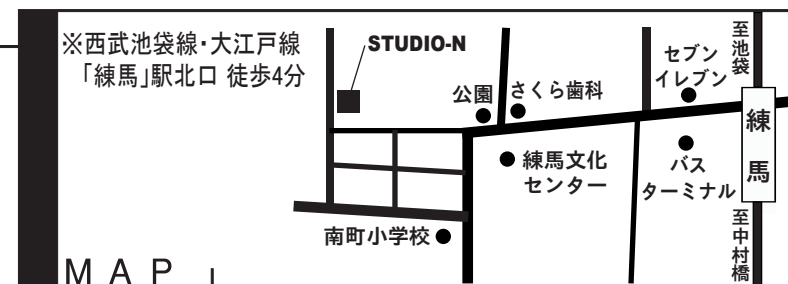 ※西武池袋線・大江戸線
「練馬」駅北口 徒歩4分
STUDIO-N
公園
さくら歯科
セブン
イレブン
至池袋
練馬
練馬文化
センター
バス
ターミナル
至中村橋
南町小学校
MAP